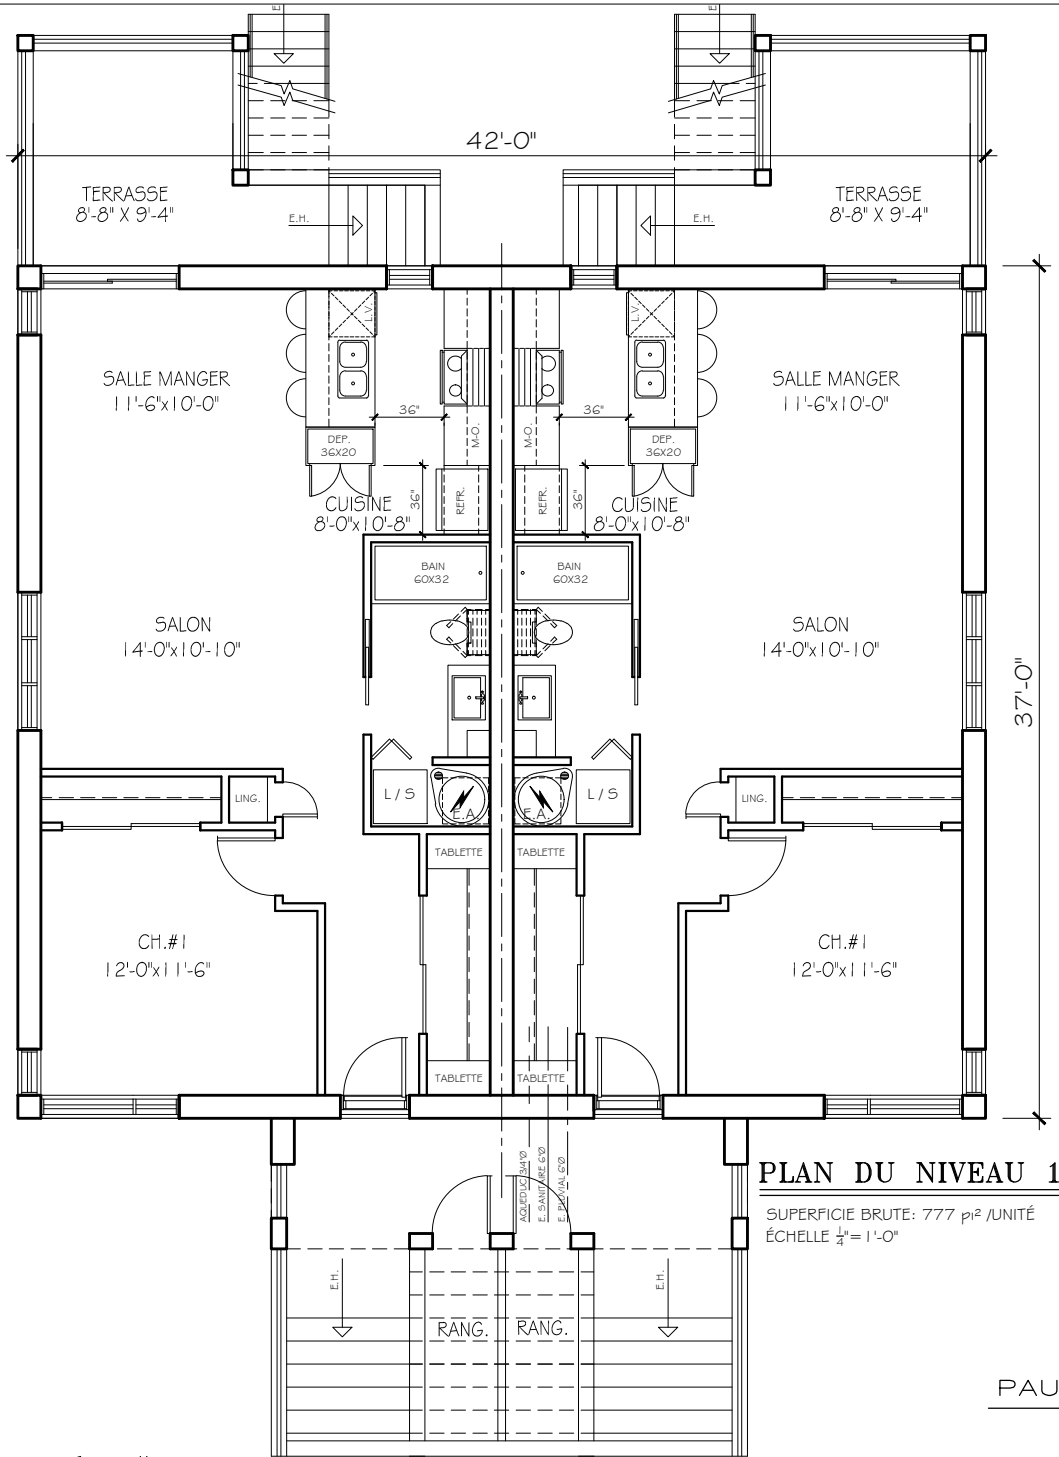 E
E
42'-0"
TERRASSE
8'-8" X 9'-4"
TERRASSE
8'-8" X 9'-4"
E.H.
E.H.
L.V.
L.V.
SALLE MANGER
11'-6"x10'-0"
SALLE MANGER
11'-6"x10'-0"
36"
36"
M-O.
M-O.
DEP.
36X20
DEP.
36X20
REFR.
REFR.
36"
36"
CUISINE
8'-0"x10'-8"
CUISINE
8'-0"x10'-8"
BAIN
60X32
BAIN
60X32
SALON
14'-0"x10'-10"
SALON
14'-0"x10'-10"
37'-0"
LING.
L / S
E.A.
E.A.
L / S
LING.
TABLETTE
TABLETTE
CH.#1
12'-0"x11'-6"
CH.#1
12'-0"x11'-6"
TABLETTE
TABLETTE
AQUEDUC 3/4"Ø
E. SANITAIRE 6"Ø
E. PLUVIAL 6"Ø
PLAN DU NIVEAU 1
SUPERFICIE BRUTE: 777 pi² /UNITÉ
ÉCHELLE 1/4"=1'-0"
E.H.
E.H.
RANG.
RANG.
PAU